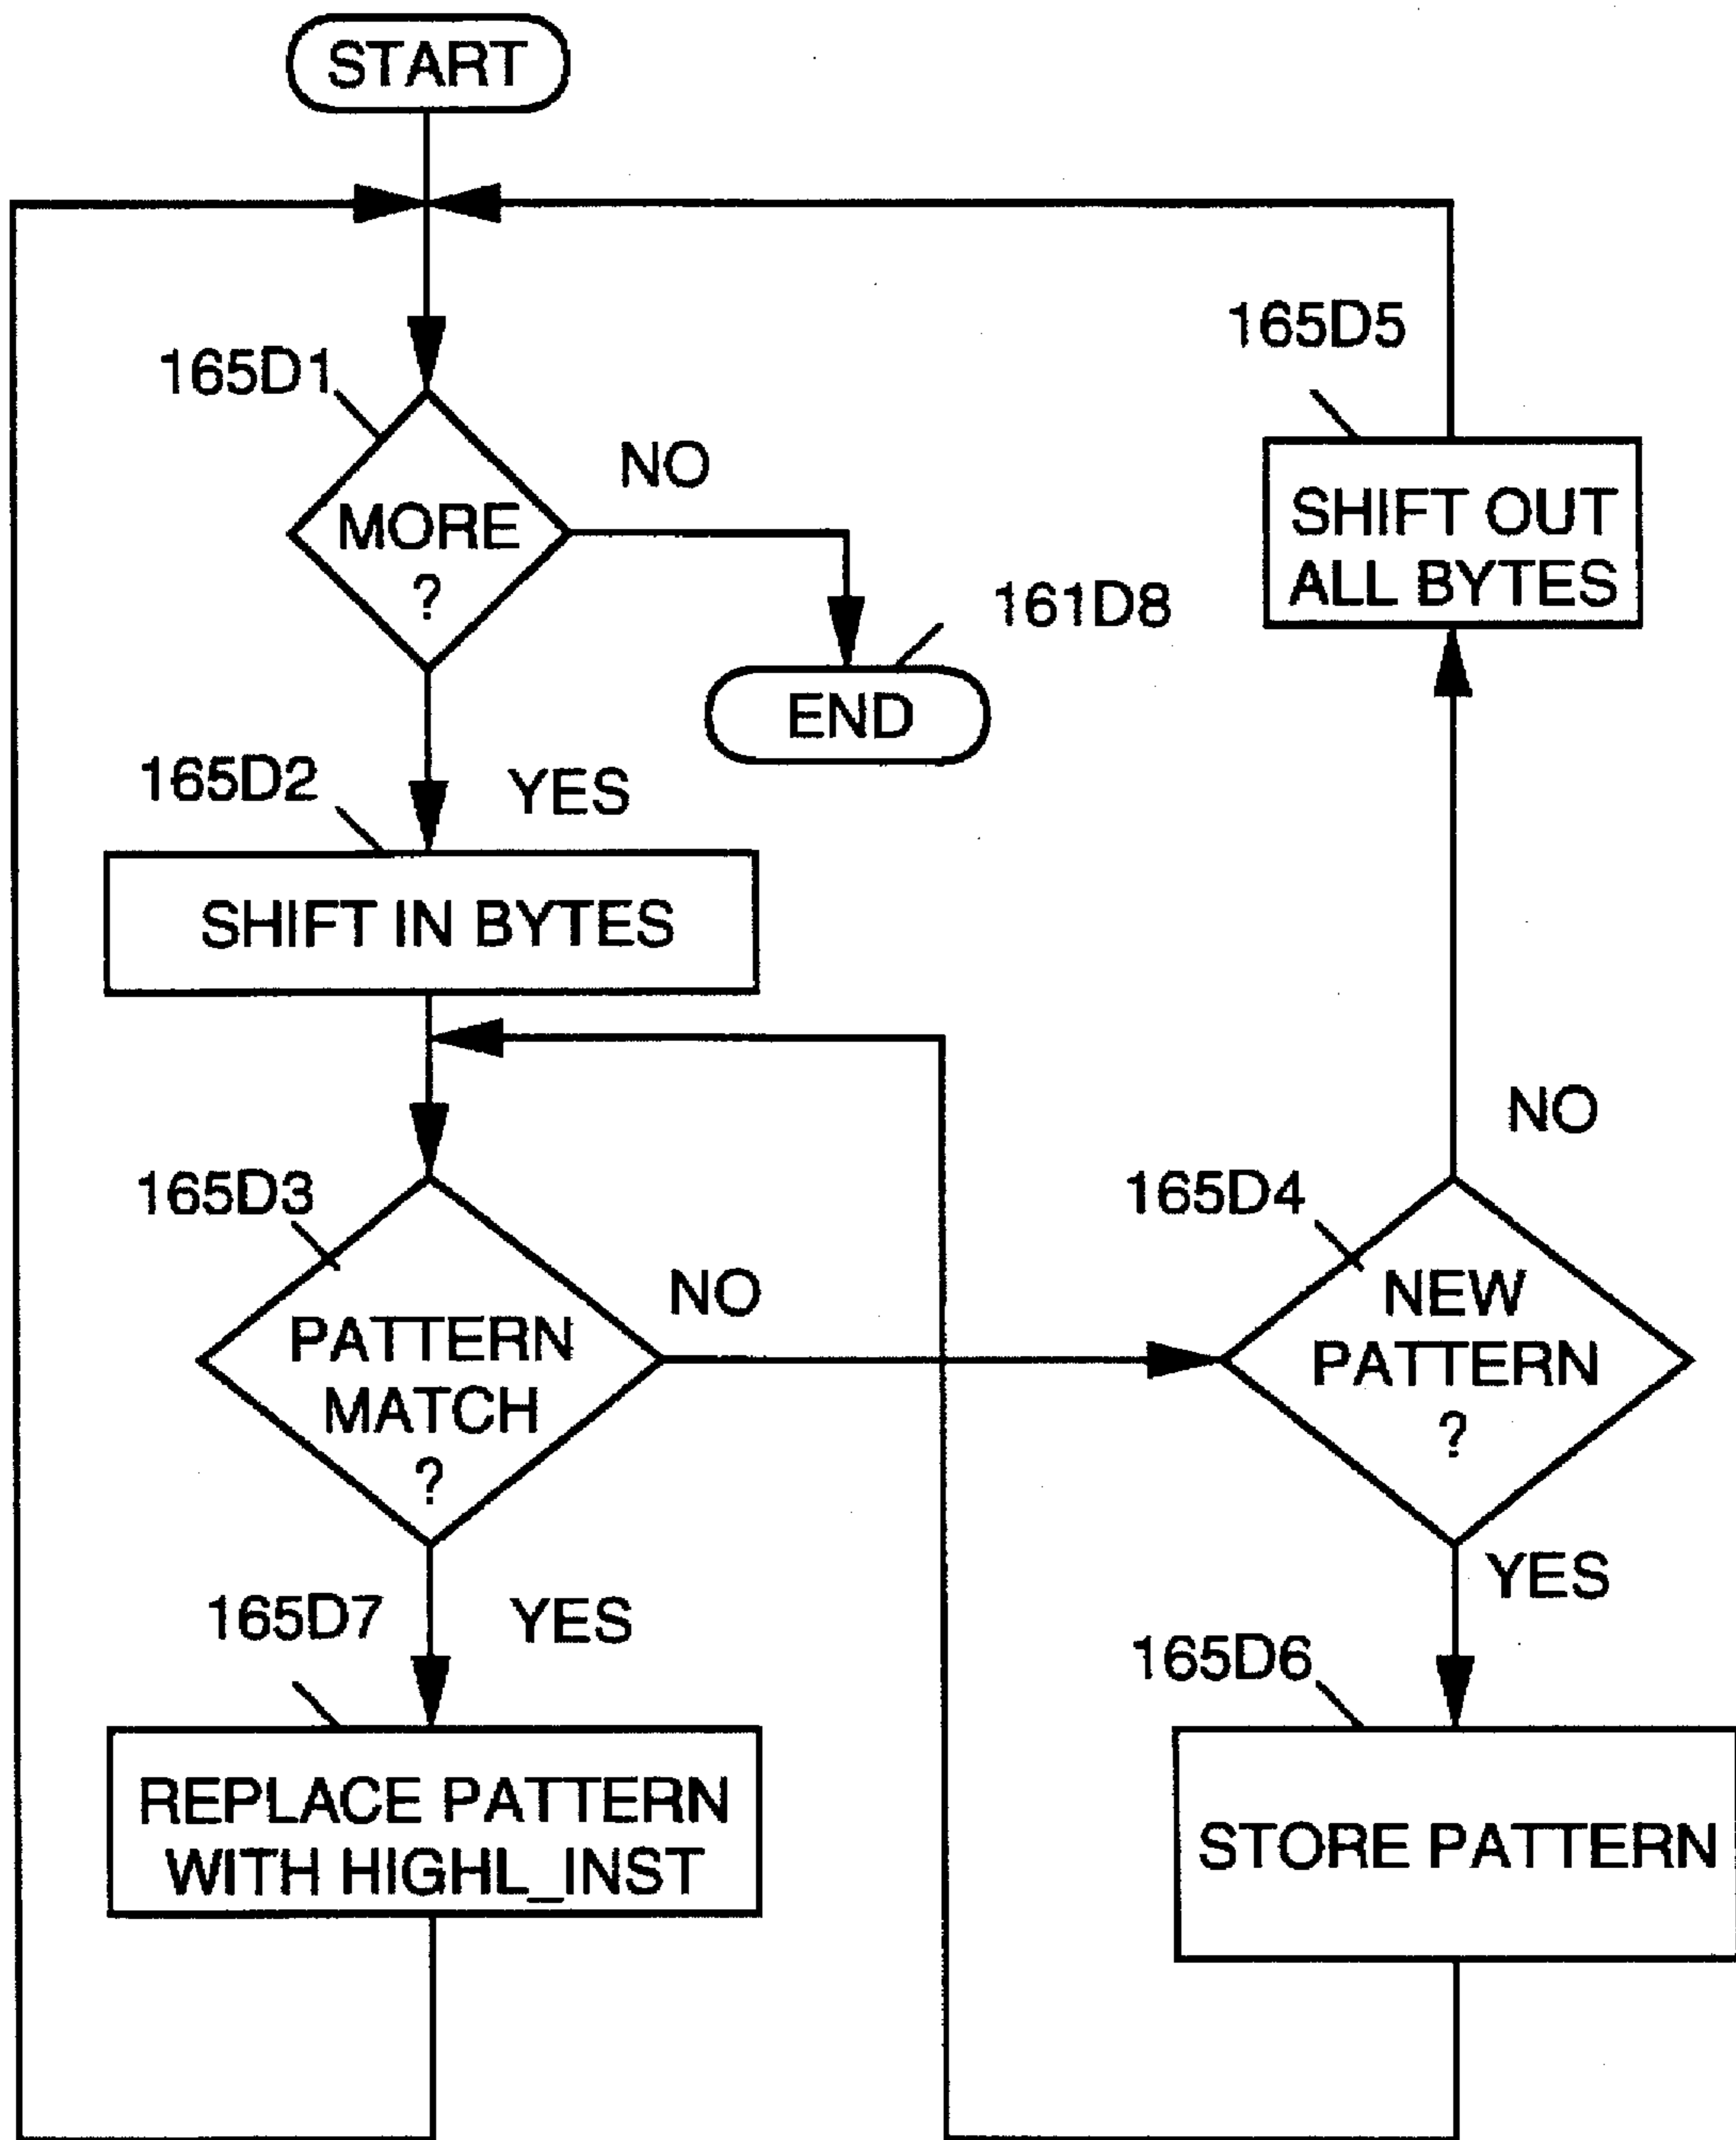 START
165D1
MORE
?
NO
161D8
END
165D5
SHIFT OUT
ALL BYTES
165D2
YES
SHIFT IN BYTES
165D3
PATTERN
MATCH
?
NO
165D4
NEW
PATTERN
?
NO
YES
165D7
YES
REPLACE PATTERN
WITH HIGHL_INST
165D6
STORE PATTERN